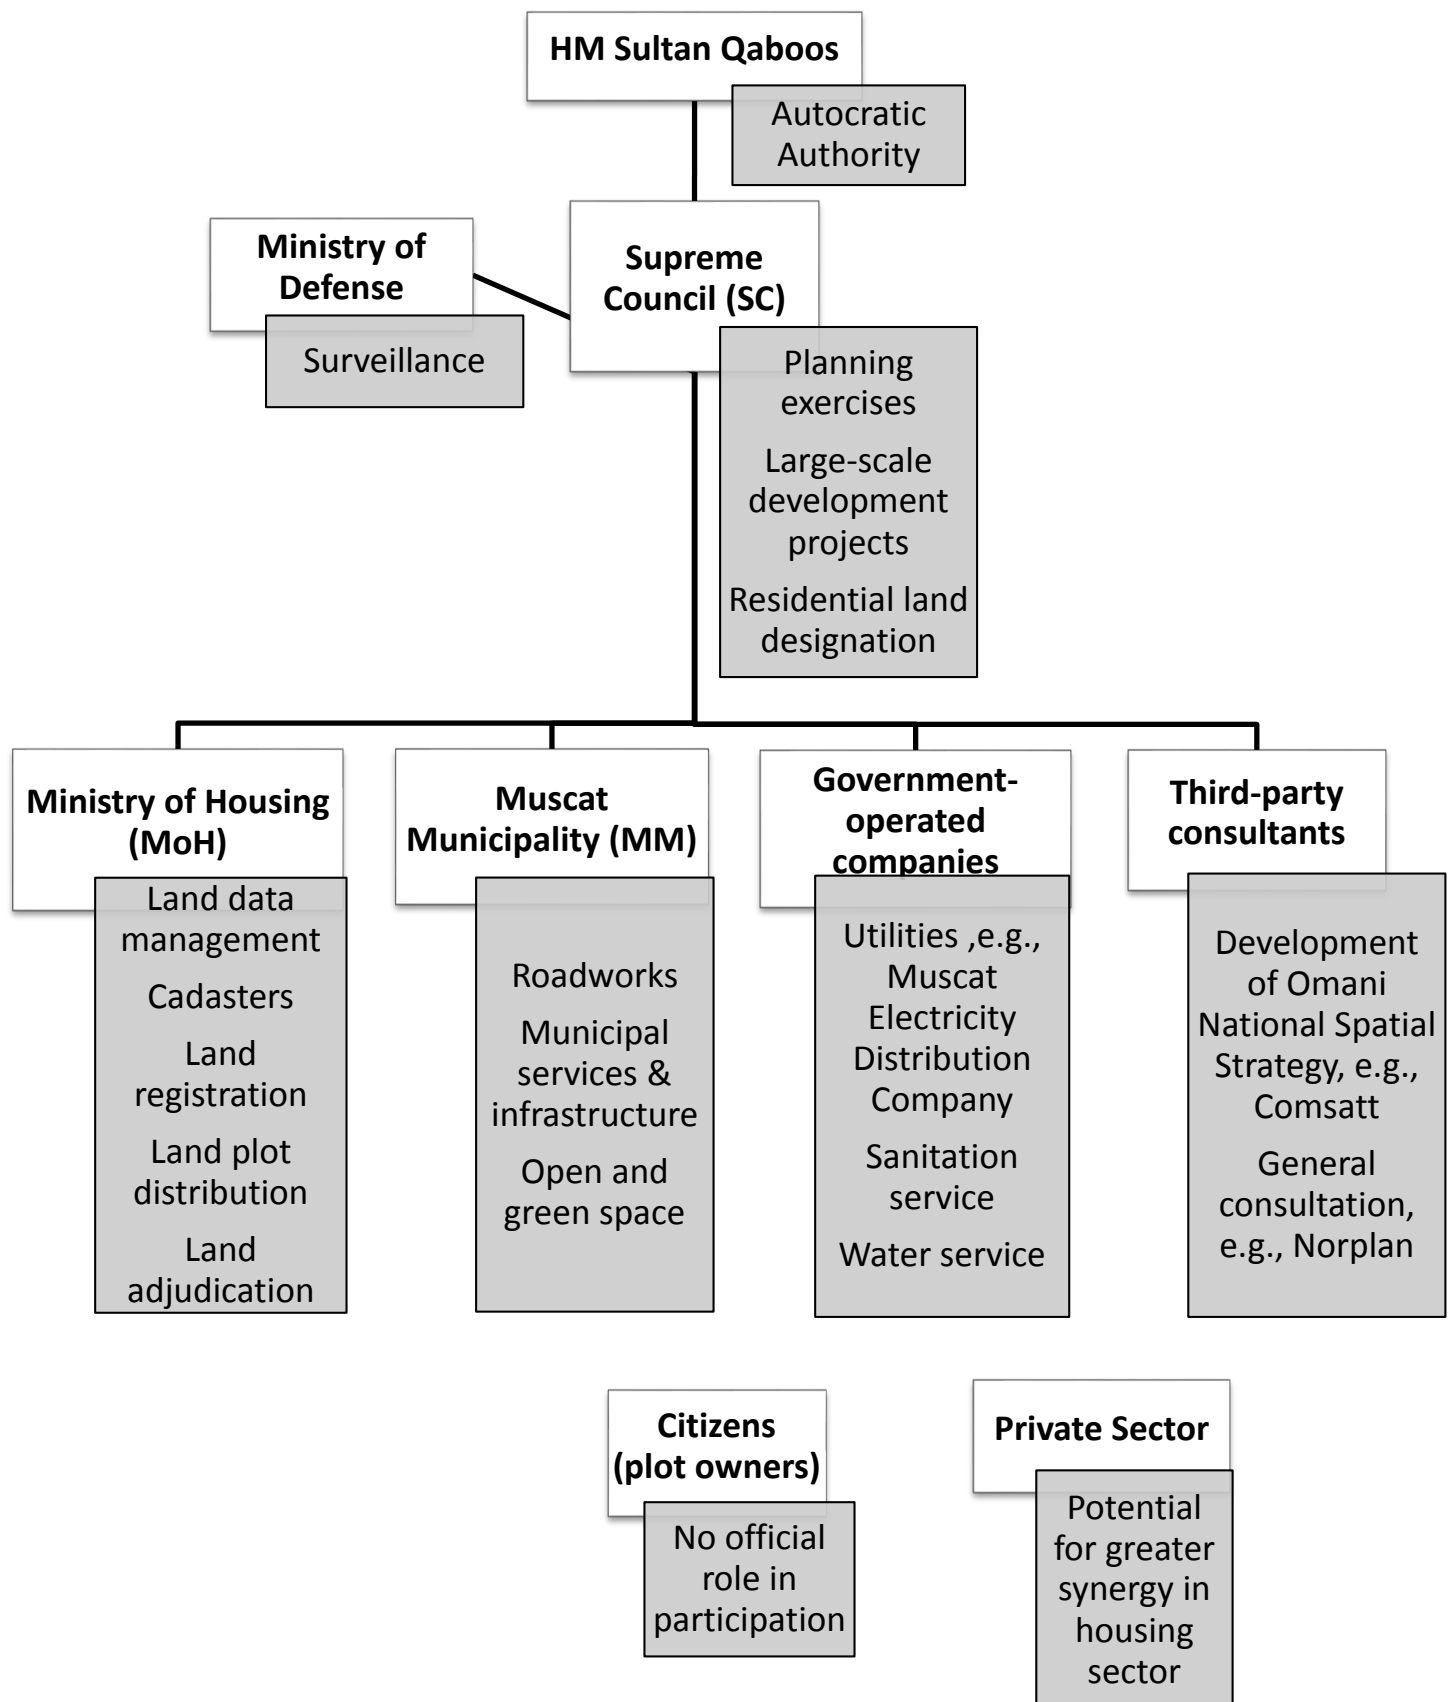 HM Sultan Qaboos
Autocratic
Authority
Ministry of
Defense
Surveillance
Supreme
Council (SC)
Planning
exercises
Large-scale
development
projects
Residential land
designation
Ministry of Housing
(MoH)
Land data
management
Cadasters
Land
registration
Land plot
distribution
Land
adjudication
Muscat
Municipality (MM)
Roadworks
Municipal
services &
infrastructure
Open and
green space
Government-
operated
companies
Utilities ,e.g.,
Muscat
Electricity
Distribution
Company
Sanitation
service
Water service
Third-party
consultants
Development
of Omani
National Spatial
Strategy, e.g.,
Comsatt
General
consultation,
e.g., Norplan
Citizens
(plot owners)
No official
role in
participation
Private Sector
Potential
for greater
synergy in
housing
sector